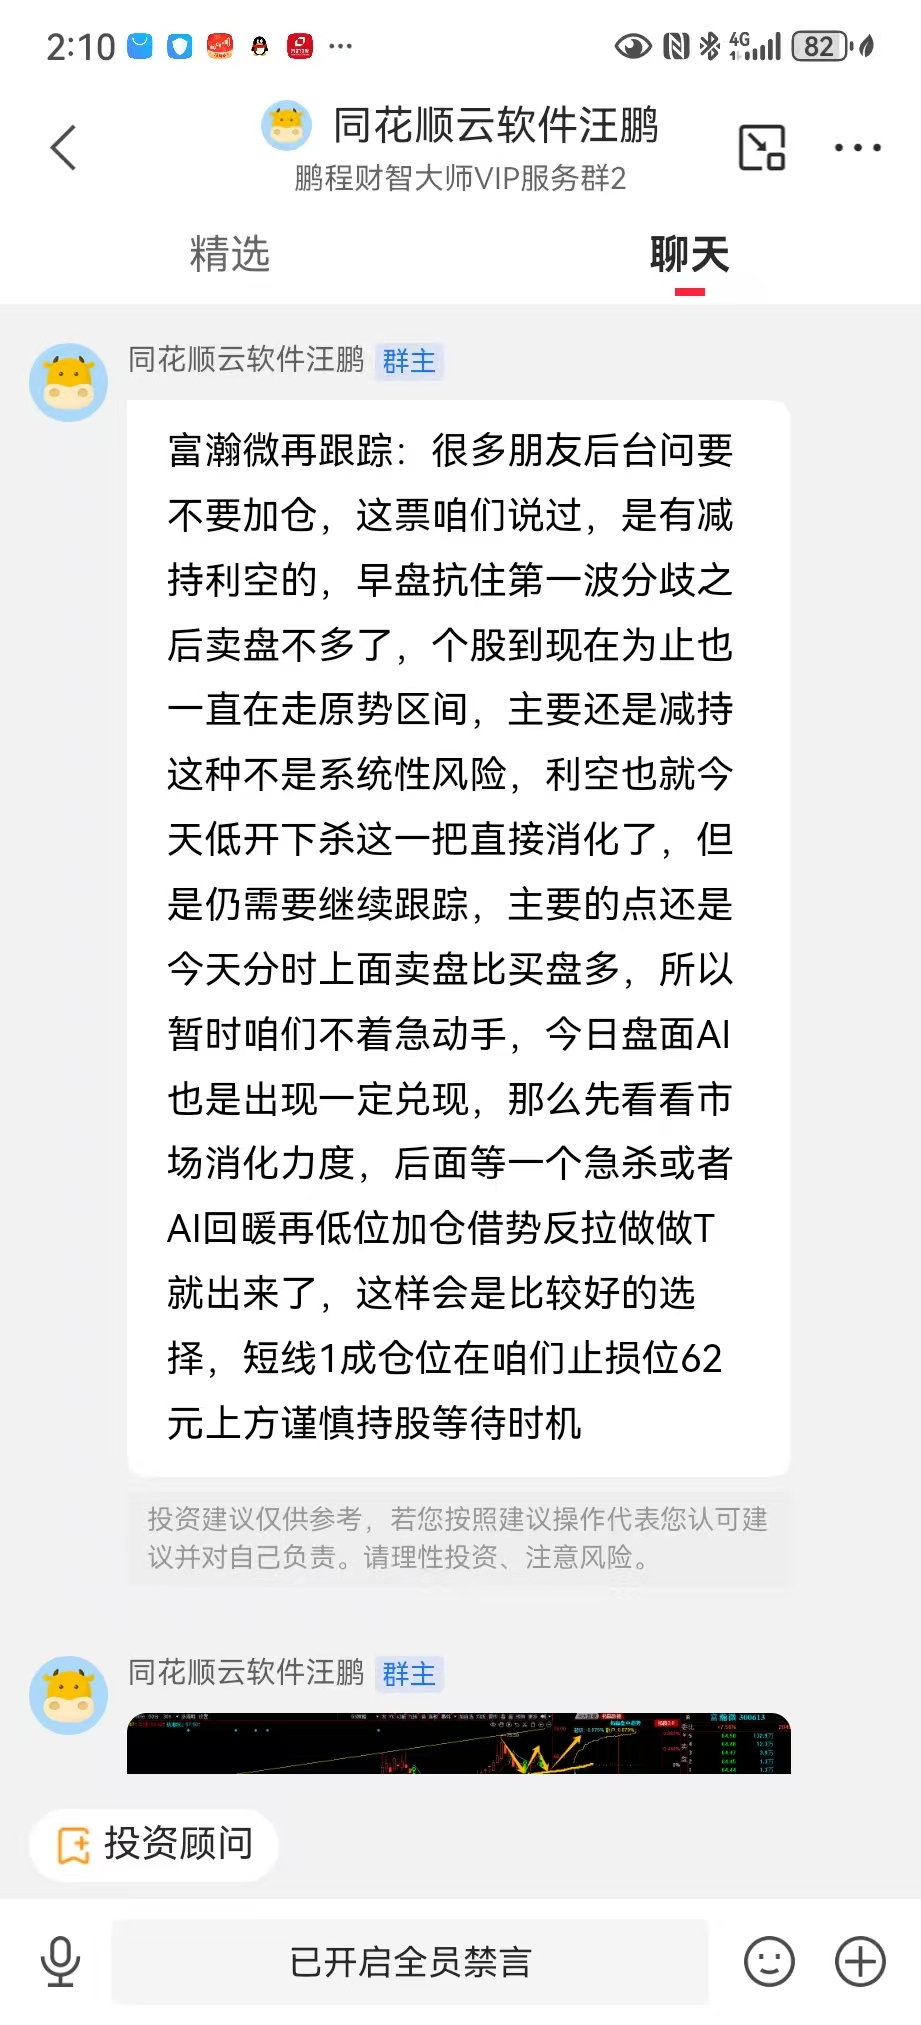 2:10
4G
82
同花顺云软件汪鹏
鹏程财智大师VIP服务群2
精选
聊天
同花顺云软件汪鹏 群主
富瀚微再跟踪：很多朋友后台问要
不要加仓，这票咱们说过，是有减
持利空的，早盘抗住第一波分歧之
后卖盘不多了，个股到现在为止也
一直在走原势区间，主要还是减持
这种不是系统性风险，利空也就今
天低开下杀这一把直接消化了，但
是仍需要继续跟踪，主要的点还是
今天分时上面卖盘比买盘多，所以
暂时咱们不着急动手，今日盘面AI
也是出现一定兑现，那么先看看市
场消化力度，后面等一个急杀或者
AI回暖再低位加仓借势反拉做做T
就出来了，这样会是比较好的选
择，短线1成仓位在咱们止损位62
元上方谨慎持股等待时机
投资建议仅供参考，若您按照建议操作代表您认可建
议并对自己负责。请理性投资、注意风险。
同花顺云软件汪鹏 群主
富瀚微 300613
投资顾问
已开启全员禁言